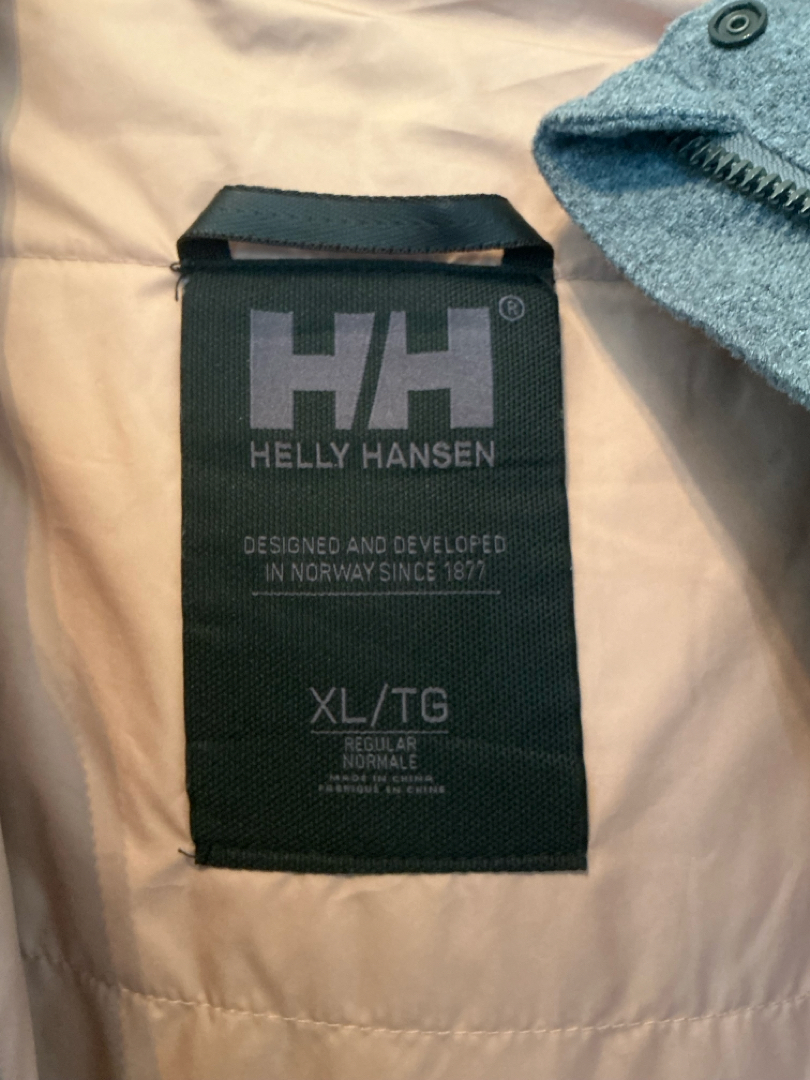 HH®
HELLY HANSEN
DESIGNED AND DEVELOPED
IN NORWAY SINCE 1877
XL/TG
REGULAR
NORMALE
MADE IN CHINA
FABRIQUÉ EN CHINE